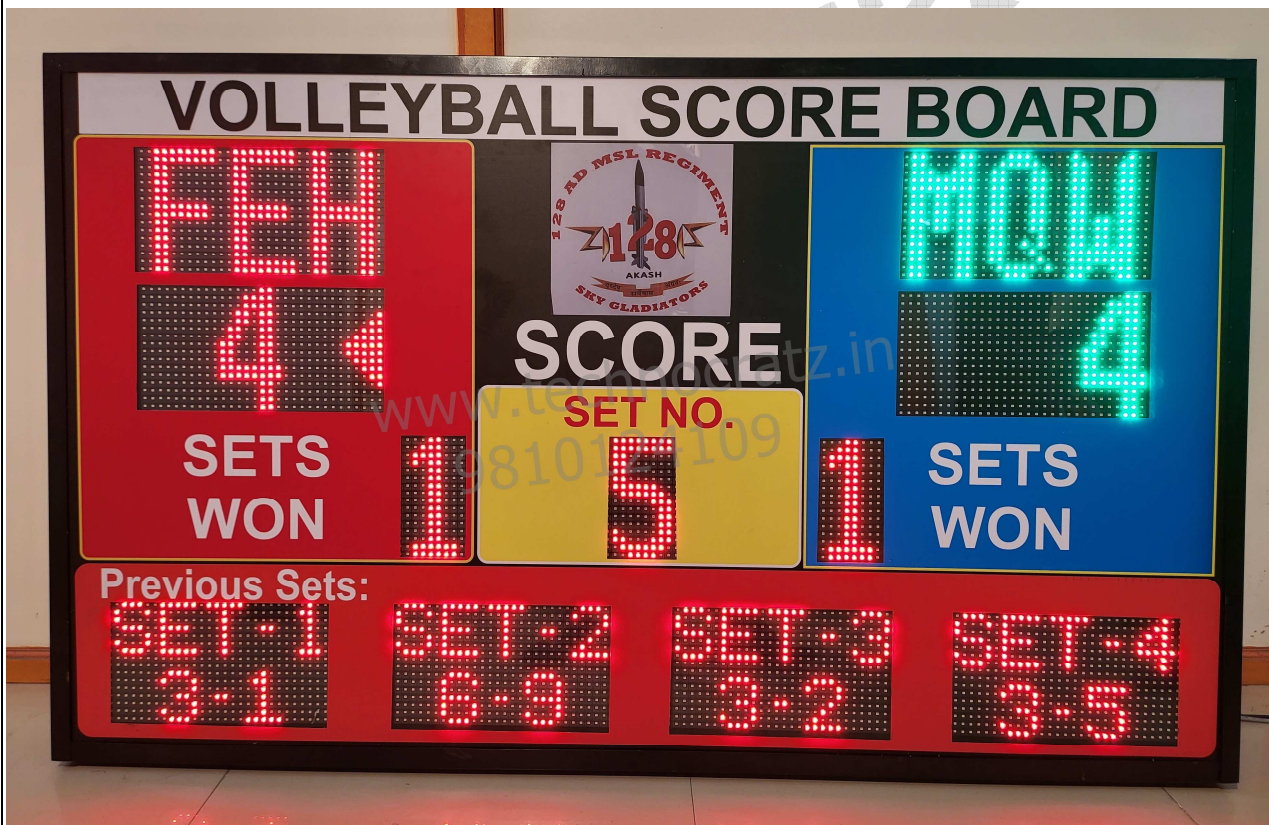 VOLLEYBALL SCORE BOARD
FEH
4
SETS
WON
1
128 AD MSL REGIMENT
128
AKASH
SKY GLADIATORS
SCORE
SET NO.
5
MQW
4
1
SETS
WON
www.technocratz.in
9810124109
Previous Sets:
SET-1
3-1
SET-2
6-9
SET-3
3-2
SET-4
3-5